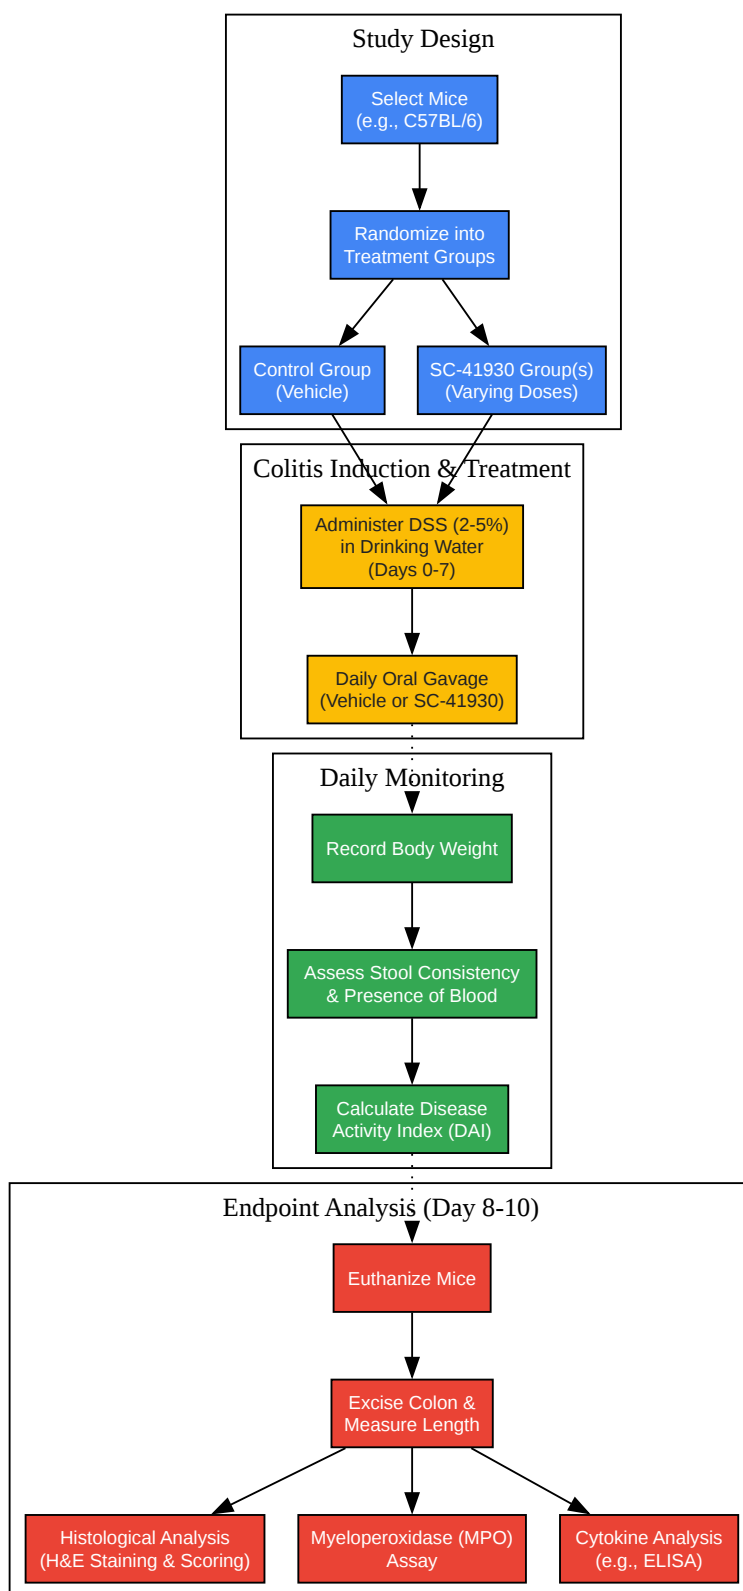 Study Design
Select Mice
(e.g., C57BL/6)
Randomize into
Treatment Groups
Control Group
(Vehicle)
SC-41930 Group(s)
(Varying Doses)
Colitis Induction & Treatment
Administer DSS (2-5%)
in Drinking Water
(Days 0-7)
Daily Oral Gavage
(Vehicle or SC-41930)
Daily Monitoring
Record Body Weight
Assess Stool Consistency
& Presence of Blood
Calculate Disease
Activity Index (DAI)
Endpoint Analysis (Day 8-10)
Euthanize Mice
Excise Colon &
Measure Length
Histological Analysis
(H&E Staining & Scoring)
Myeloperoxidase (MPO)
Assay
Cytokine Analysis
(e.g., ELISA)